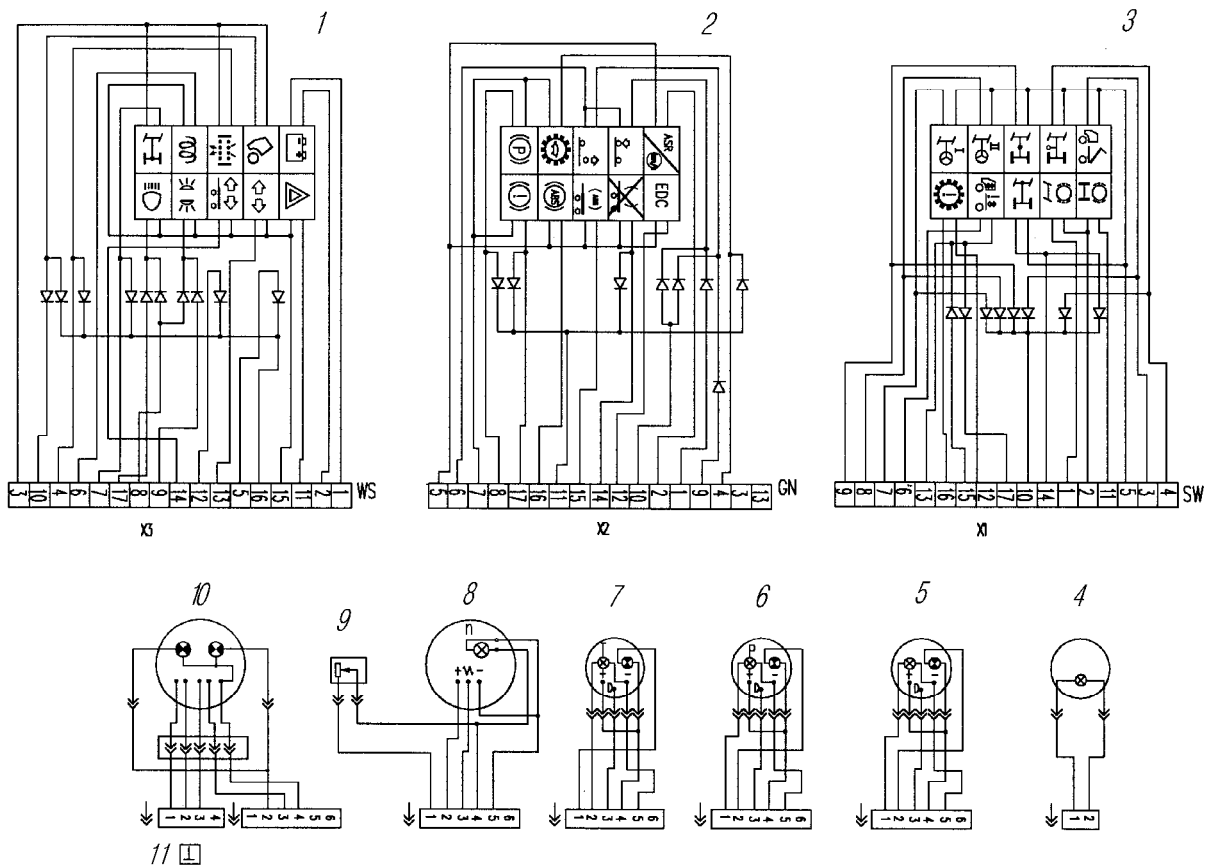 1 2 3
I II
P ASR
! ABS EDC
! 
3 10 4 6 7 17 8 9 14 12 13 5 16 15 11 2 1 WS
5 6 7 8 17 16 11 15 14 12 10 2 1 9 4 3 13 GN
9 8 7 6 13 16 15 12 17 10 14 1 2 11 5 3 4 SW
X3 X2 X1
10 9 8 7 6 5 4
n
+ -
P
1 2 3 4 1 2 3 4 5 6
1 2 3 4 5 6
1 2 3 4 5 6
1 2 3 4 5 6
1 2 3 4 5 6
1 2
11